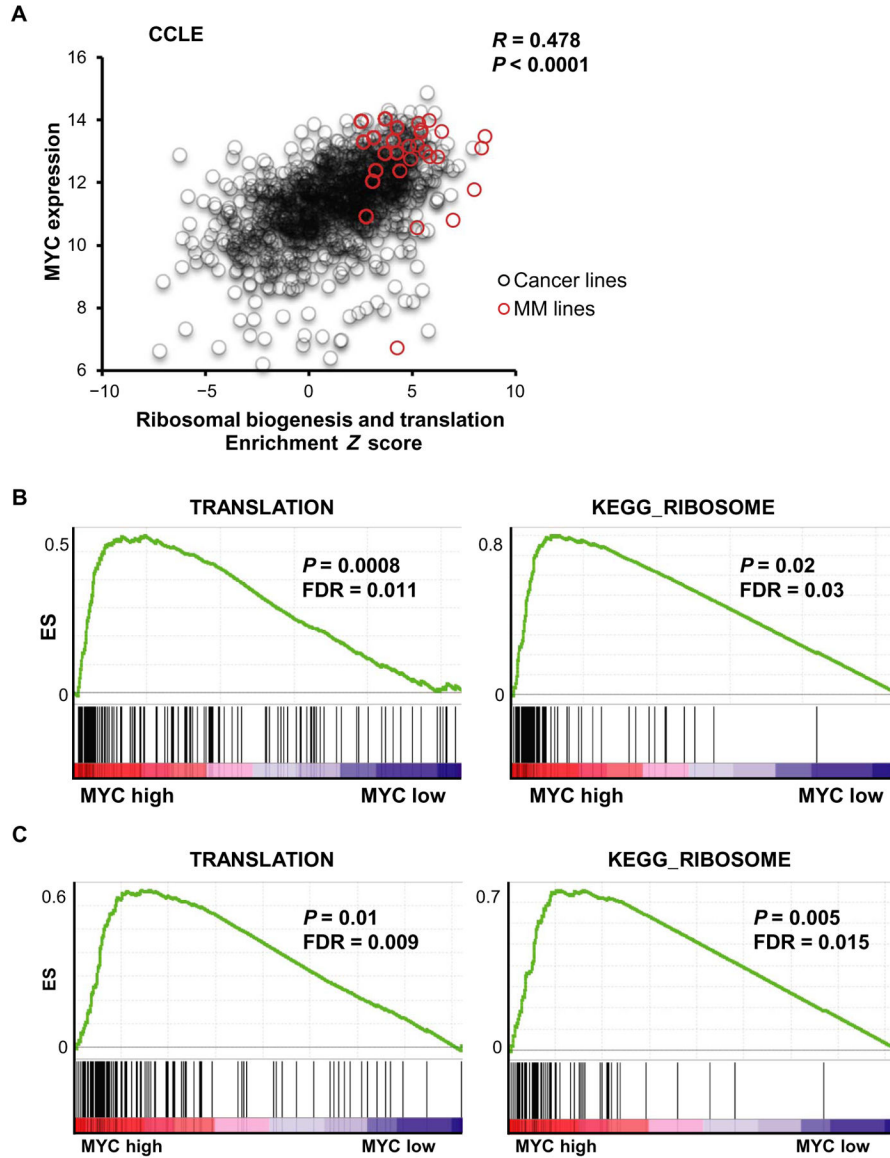 A
CCLE
R = 0.478
P < 0.0001
16
14
12
10
8
6
MYC expression
−10
−5
0
5
10
Cancer lines
MM lines
Ribosomal biogenesis and translation
Enrichment Z score
B
TRANSLATION
0.5
P = 0.0008
FDR = 0.011
ES
0
MYC high
MYC low
KEGG_RIBOSOME
0.8
P = 0.02
FDR = 0.03
0
MYC high
MYC low
C
TRANSLATION
0.6
P = 0.01
FDR = 0.009
ES
0
MYC high
MYC low
KEGG_RIBOSOME
0.7
P = 0.005
FDR = 0.015
0
MYC high
MYC low